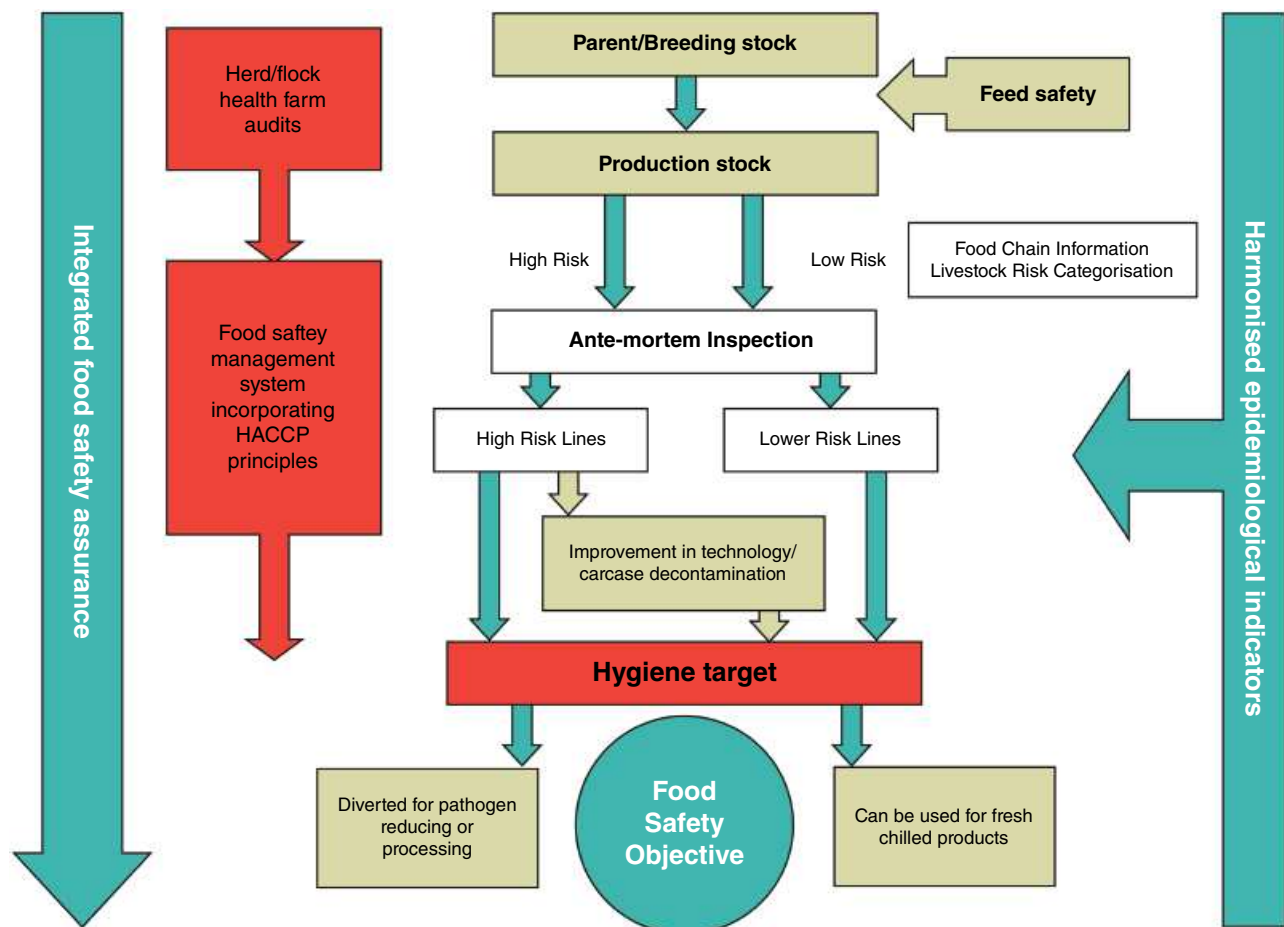 Integrated food safety assurance
Herd/flock
health farm
audits
Food saftey
management
system
incorporating
HACCP
principles
Parent/Breeding stock
Feed safety
Production stock
High Risk
Low Risk
Food Chain Information
Livestock Risk Categorisation
Ante-mortem Inspection
High Risk Lines
Lower Risk Lines
Improvement in technology/
carcase decontamination
Hygiene target
Diverted for pathogen
reducing or
processing
Food
Safety
Objective
Can be used for fresh
chilled products
Harmonised epidemiological indicators